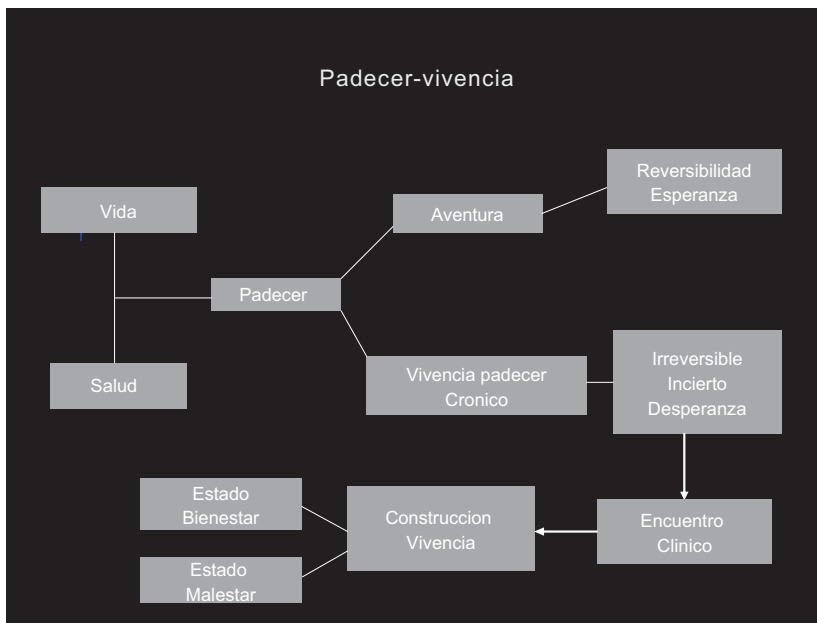 Padecer-vivencia
Reversibilidad
Esperanza
Vida
Aventura
Padecer
Salud
Vivencia padecer
Cronico
Irreversible
Incierto
Desperanza
Estado
Bienestar
Construccion
Vivencia
Encuentro
Clinico
Estado
Malestar